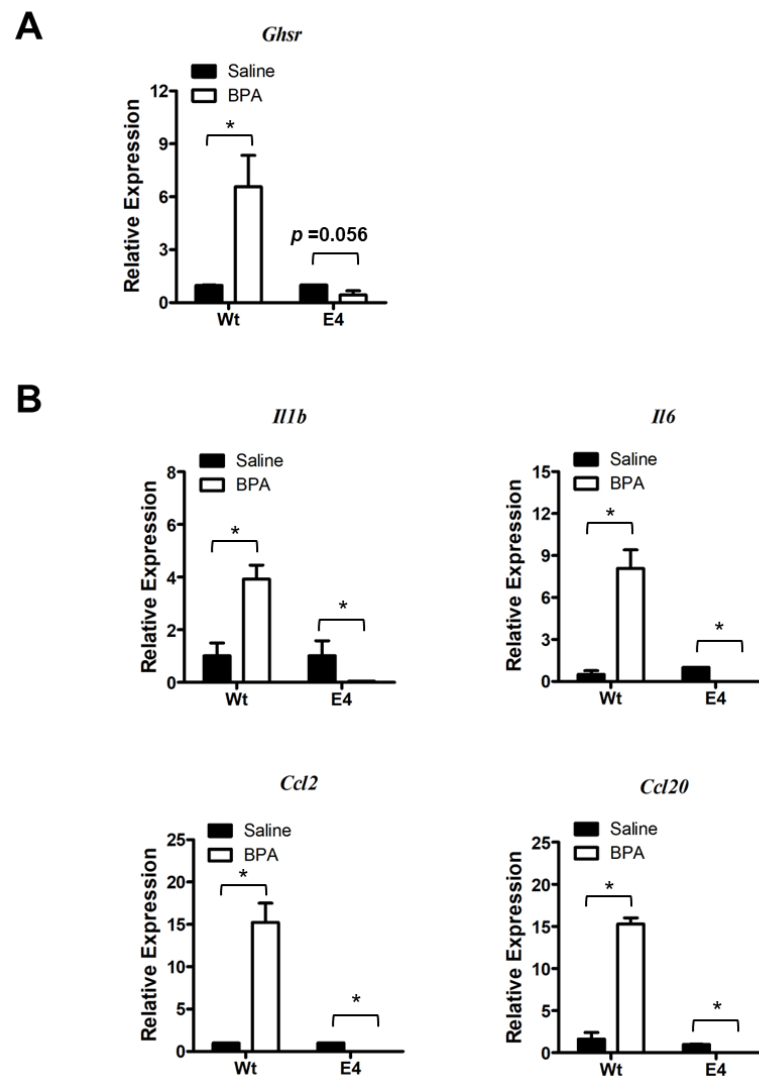 A
Ghsr
Saline
BPA
Relative Expression
12
9
6
3
0
*
p =0.056
Wt
E4
B
Il1b
Saline
BPA
Relative Expression
8
6
4
2
0
*
*
Wt
E4
Il6
Saline
BPA
Relative Expression
15
12
9
6
3
0
*
*
Wt
E4
Ccl2
Saline
BPA
Relative Expression
25
20
15
10
5
0
*
*
Wt
E4
Ccl20
Saline
BPA
Relative Expression
25
20
15
10
5
0
*
*
Wt
E4